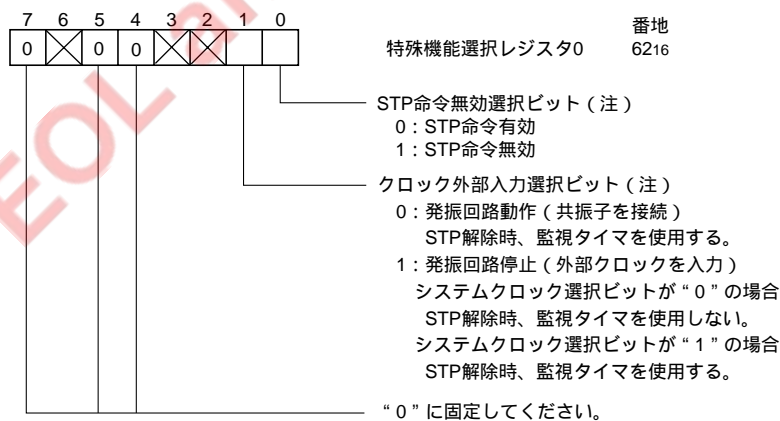 7 6 5 4 3 2 1 0
0 0 0
番地
特殊機能選択レジスタ0 6216
STP命令無効選択ビット(注)
0:STP命令有効
1:STP命令無効
クロック外部入力選択ビット(注)
0:発振回路動作(共振子を接続)
STP解除時、監視タイマを使用する。
1:発振回路停止(外部クロックを入力)
システムクロック選択ビットが“0”の場合
STP解除時、監視タイマを使用しない。
システムクロック選択ビットが“1”の場合
STP解除時、監視タイマを使用する。
“0”に固定してください。
EOL an